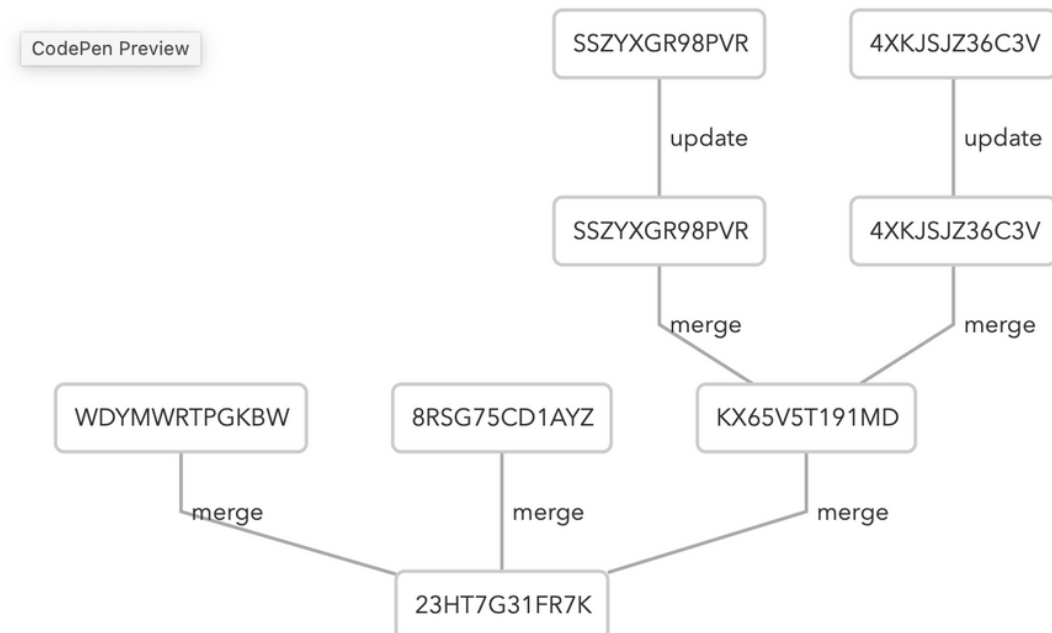 SSZYXGR98PVR 4XKJSJZ36C3V
CodePen Preview
update update
SSZYXGR98PVR 4XKJSJZ36C3V
merge merge
WDYMWRTPGKBW 8RSG75CD1AYZ KX65V5T191MD
merge merge merge
23HT7G31FR7K